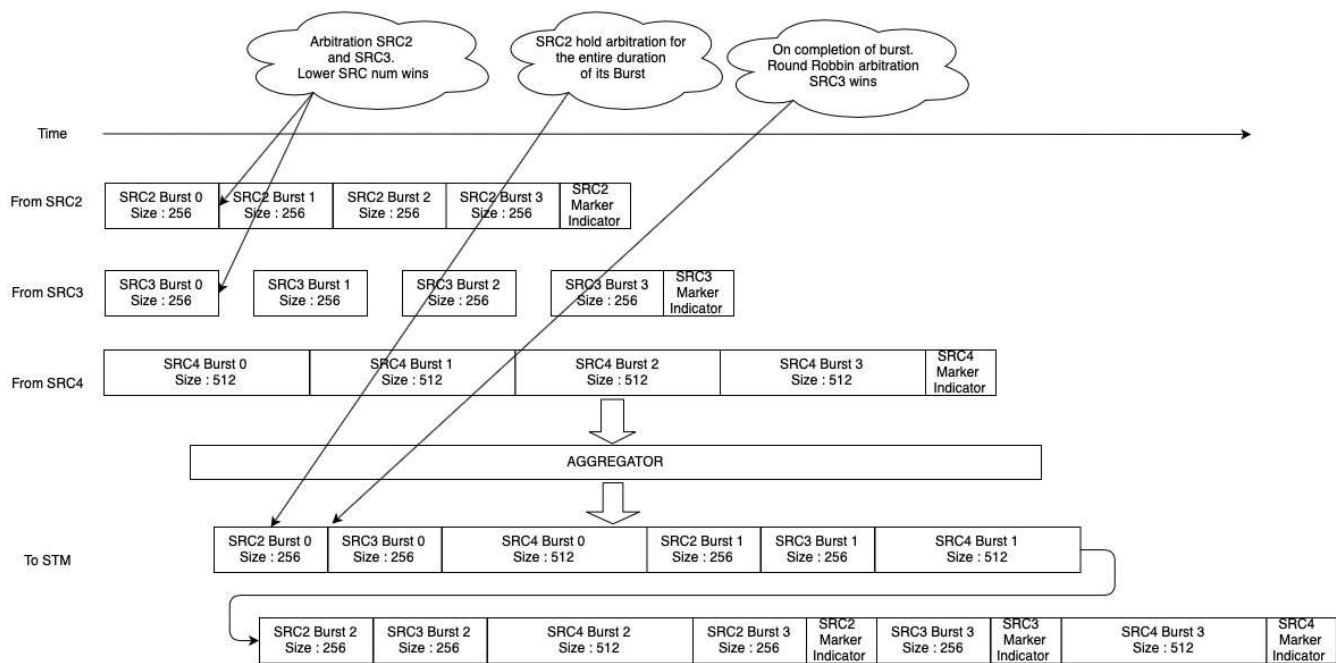 Arbitration SRC2
and SRC3.
Lower SRC num wins
SRC2 hold arbitration for
the entire duration
of its Burst
On completion of burst.
Round Robbin arbitration
SRC3 wins
Time
From SRC2
SRC2 Burst 0
Size : 256
SRC2 Burst 1
Size : 256
SRC2 Burst 2
Size : 256
SRC2 Burst 3
Size : 256
SRC2
Marker
Indicator
From SRC3
SRC3 Burst 0
Size : 256
SRC3 Burst 1
Size : 256
SRC3 Burst 2
Size : 256
SRC3 Burst 3
Size : 256
SRC3
Marker
Indicator
From SRC4
SRC4 Burst 0
Size : 512
SRC4 Burst 1
Size : 512
SRC4 Burst 2
Size : 512
SRC4 Burst 3
Size : 512
SRC4
Marker
Indicator
AGGREGATOR
To STM
SRC2 Burst 0
Size : 256
SRC3 Burst 0
Size : 256
SRC4 Burst 0
Size : 512
SRC2 Burst 1
Size : 256
SRC3 Burst 1
Size : 256
SRC4 Burst 1
Size : 512
SRC2 Burst 2
Size : 256
SRC3 Burst 2
Size : 256
SRC4 Burst 2
Size : 512
SRC2 Burst 3
Size : 256
SRC2
Marker
Indicator
SRC3 Burst 3
Size : 256
SRC3
Marker
Indicator
SRC4 Burst 3
Size : 512
SRC4
Marker
Indicator